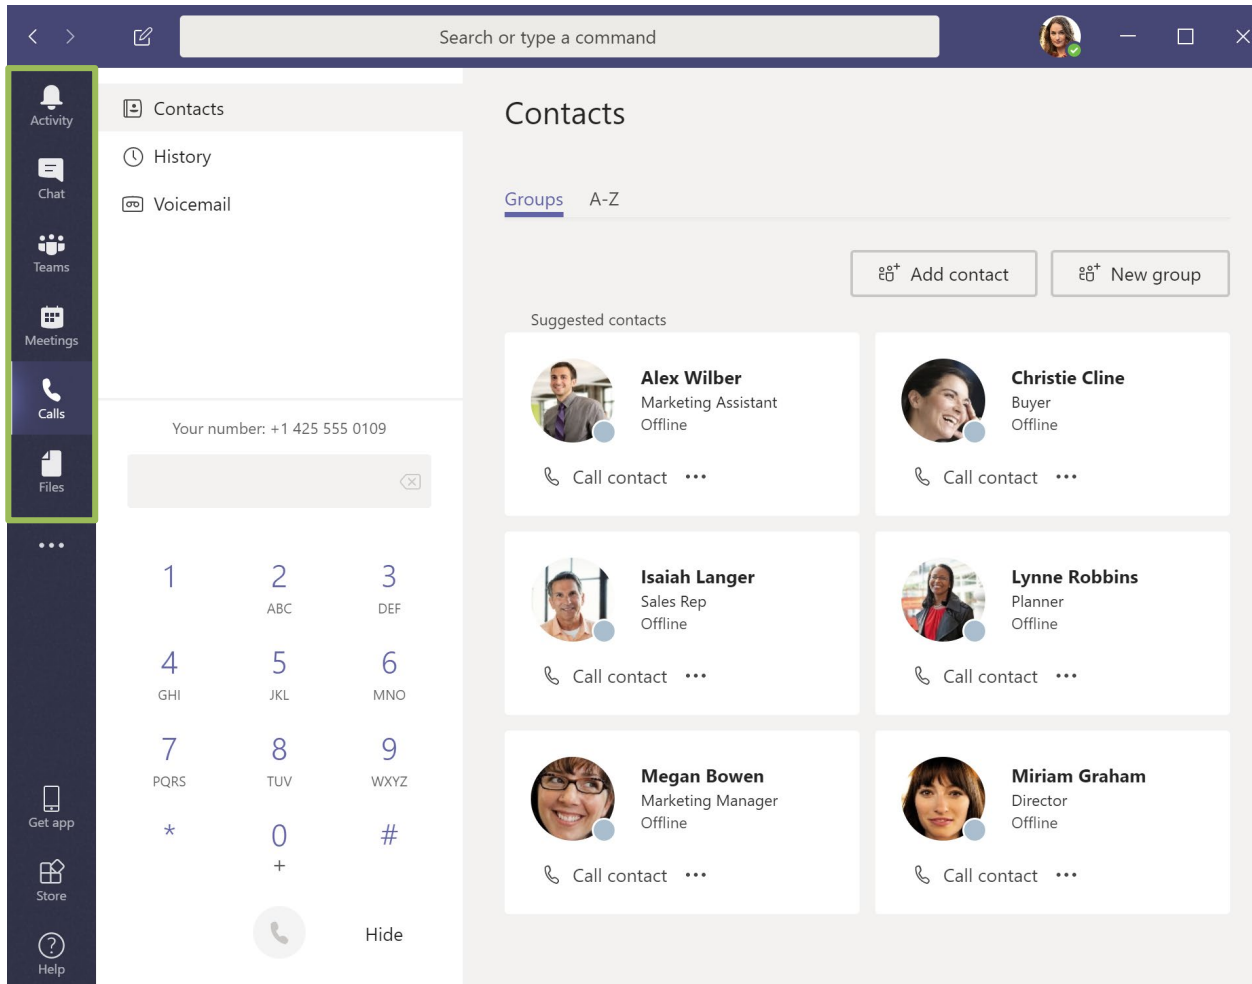 Search or type a command
Activity
Chat
Teams
Meetings
Calls
Files
Get app
Store
Help
Contacts
History
Voicemail
Your number: +1 425 555 0109
1 2 3
ABC DEF
4 5 6
GHI JKL MNO
7 8 9
PQRS TUV WXYZ
* 0 #
+
Hide
Contacts
Groups A-Z
Add contact New group
Suggested contacts
Alex Wilber
Marketing Assistant
Offline
Call contact
Christie Cline
Buyer
Offline
Call contact
Isaiah Langer
Sales Rep
Offline
Call contact
Lynne Robbins
Planner
Offline
Call contact
Megan Bowen
Marketing Manager
Offline
Call contact
Miriam Graham
Director
Offline
Call contact